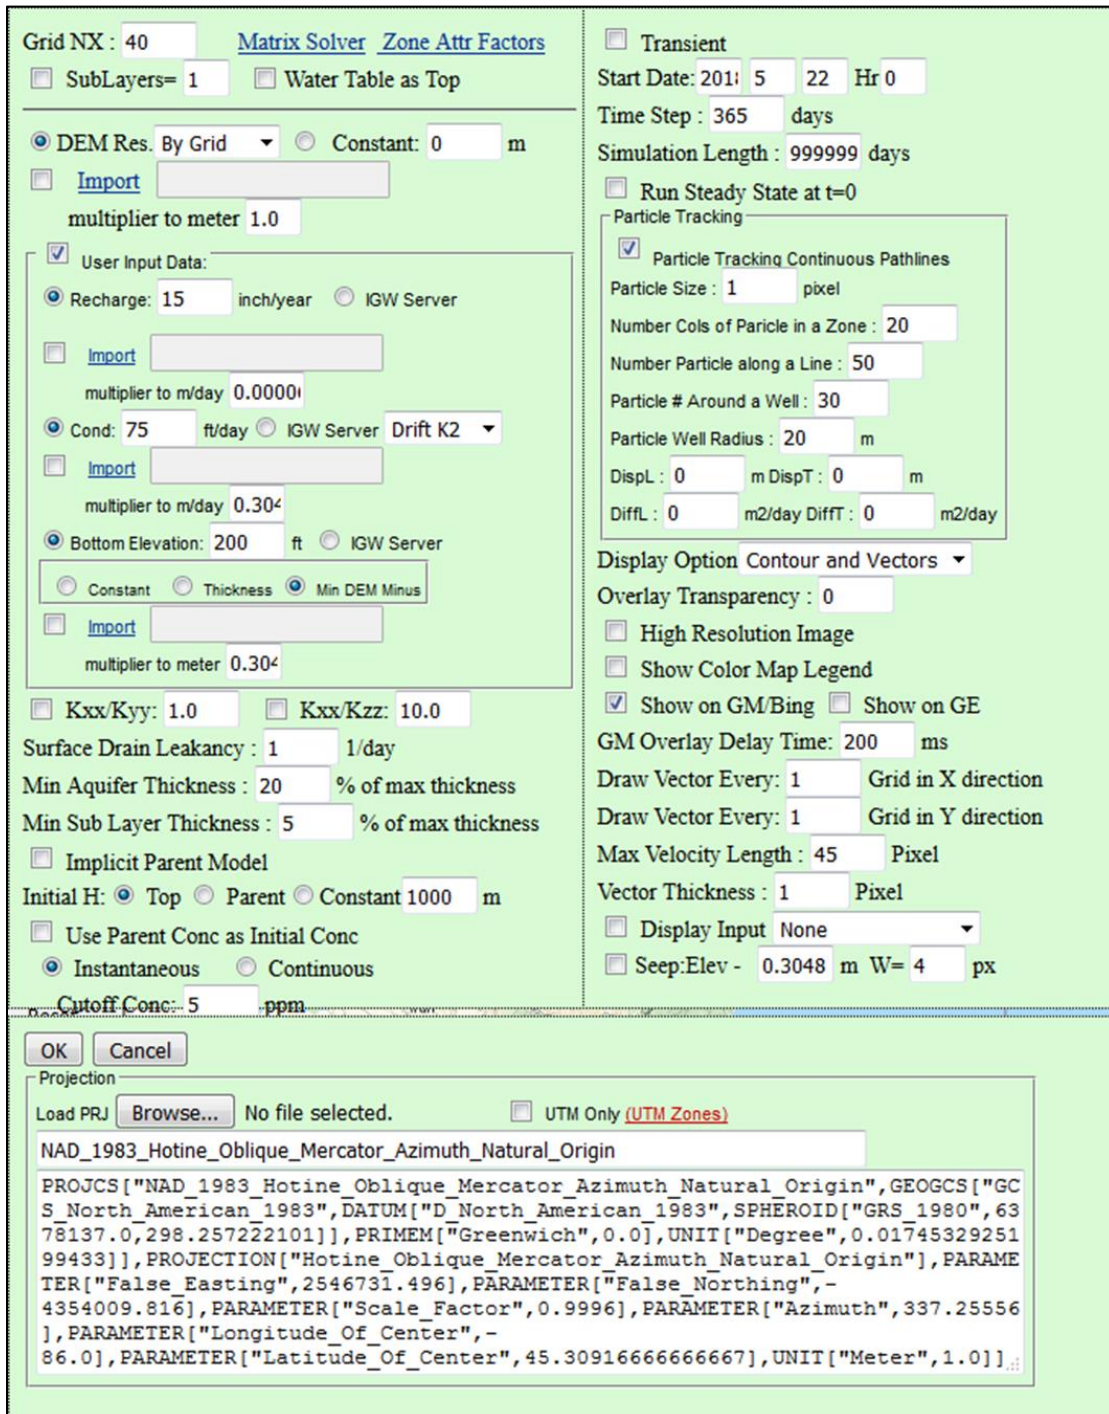 Grid NX : 40 Matrix Solver Zone Attr Factors
SubLayers= 1 Water Table as Top
DEM Res. By Grid Constant: 0 m
Import
multiplier to meter 1.0
User Input Data:
Recharge: 15 inch/year IGW Server
Import
multiplier to m/day 0.0000
Cond: 75 ft/day IGW Server Drift K2
Import
multiplier to m/day 0.304
Bottom Elevation: 200 ft IGW Server
Constant Thickness Min DEM Minus
Import
multiplier to meter 0.304
Kxx/Kyy: 1.0 Kxx/Kzz: 10.0
Surface Drain Leakancy : 1 1/day
Min Aquifer Thickness : 20 % of max thickness
Min Sub Layer Thickness : 5 % of max thickness
Implicit Parent Model
Initial H: Top Parent Constant 1000 m
Use Parent Conc as Initial Conc
Instantaneous Continuous
Cutoff Conc: 5 ppm
Transient
Start Date: 201 5 22 Hr 0
Time Step : 365 days
Simulation Length : 999999 days
Run Steady State at t=0
Particle Tracking
Particle Tracking Continuous Pathlines
Particle Size : 1 pixel
Number Cols of Paricle in a Zone : 20
Number Particle along a Line : 50
Particle # Around a Well : 30
Particle Well Radius : 20 m
DispL : 0 m DispT : 0 m
DiffL : 0 m2/day DiffT : 0 m2/day
Display Option Contour and Vectors
Overlay Transparency : 0
High Resolution Image
Show Color Map Legend
Show on GM/Bing Show on GE
GM Overlay Delay Time: 200 ms
Draw Vector Every: 1 Grid in X direction
Draw Vector Every: 1 Grid in Y direction
Max Velocity Length : 45 Pixel
Vector Thickness : 1 Pixel
Display Input None
Seep:Elev - 0.3048 m W= 4 px
OK Cancel
Projection
Load PRJ Browse... No file selected. UTM Only (UTM Zones)
NAD_1983_Hotine_Oblique_Mercator_Azimuth_Natural_Origin
PROJCS["NAD_1983_Hotine_Oblique_Mercator_Azimuth_Natural_Origin",GEOGCS["GC
S_North_American_1983",DATUM["D_North_American_1983",SPHEROID["GRS_1980",6
378137.0,298.257222101]],PRIMEM["Greenwich",0.0],UNIT["Degree",0.01745329251
99433]],PROJECTION["Hotine_Oblique_Mercator_Azimuth_Natural_Origin"],PARAME
TER["False_Easting",2546731.496],PARAMETER["False_Northing",-
4354009.816],PARAMETER["Scale_Factor",0.9996],PARAMETER["Azimuth",337.25556
],PARAMETER["Longitude_Of_Center",-
86.0],PARAMETER["Latitude_Of_Center",45.30916666666667],UNIT["Meter",1.0]]